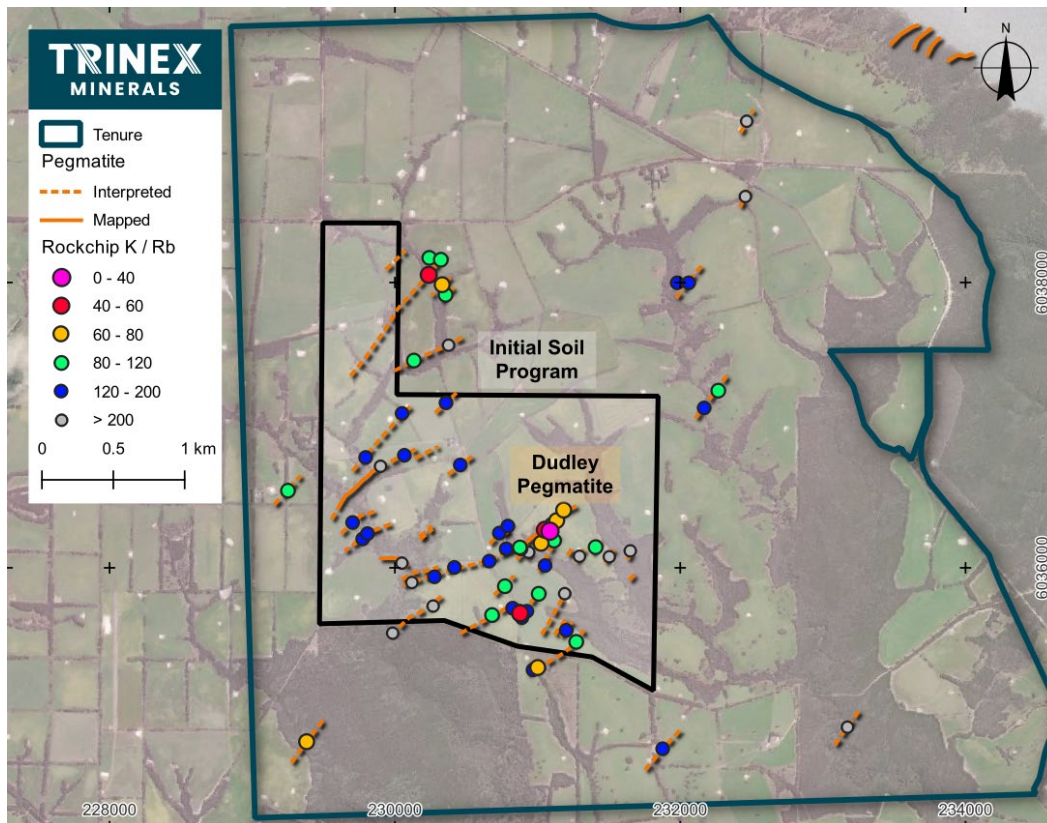 TRINEX
MINERALS
Tenure
Pegmatite
Interpreted
Mapped
Rockchip K / Rb
0 - 40
40 - 60
60 - 80
80 - 120
120 - 200
> 200
0 0.5 1 km
N
Initial Soil
Program
Dudley
Pegmatite
6038000
6036000
228000 230000 232000 234000